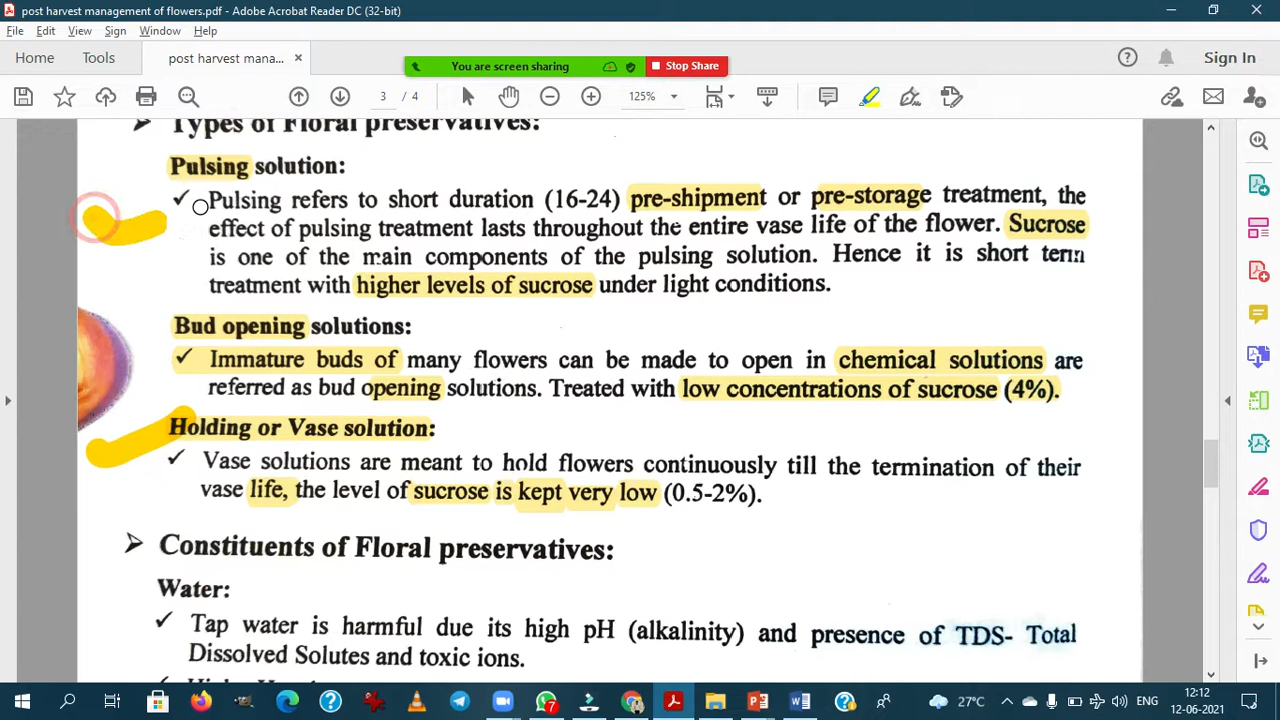 post harvest management of flowers.pdf - Adobe Acrobat Reader DC (32-bit)
File Edit View Sign Window Help
Home Tools post harvest mana... × Sign In
You are screen sharing Stop Share
3 / 4 125%
Types of Floral preservatives:
Pulsing solution:
✓ Pulsing refers to short duration (16-24) pre-shipment or pre-storage treatment, the
effect of pulsing treatment lasts throughout the entire vase life of the flower. Sucrose
is one of the main components of the pulsing solution. Hence it is short term
treatment with higher levels of sucrose under light conditions.
Bud opening solutions:
✓ Immature buds of many flowers can be made to open in chemical solutions are
referred as bud opening solutions. Treated with low concentrations of sucrose (4%).
Holding or Vase solution:
✓ Vase solutions are meant to hold flowers continuously till the termination of their
vase life, the level of sucrose is kept very low (0.5-2%).
➤ Constituents of Floral preservatives:
Water:
✓ Tap water is harmful due its high pH (alkalinity) and presence of TDS- Total
Dissolved Solutes and toxic ions.
7 27°C ENG 12:12
12-06-2021